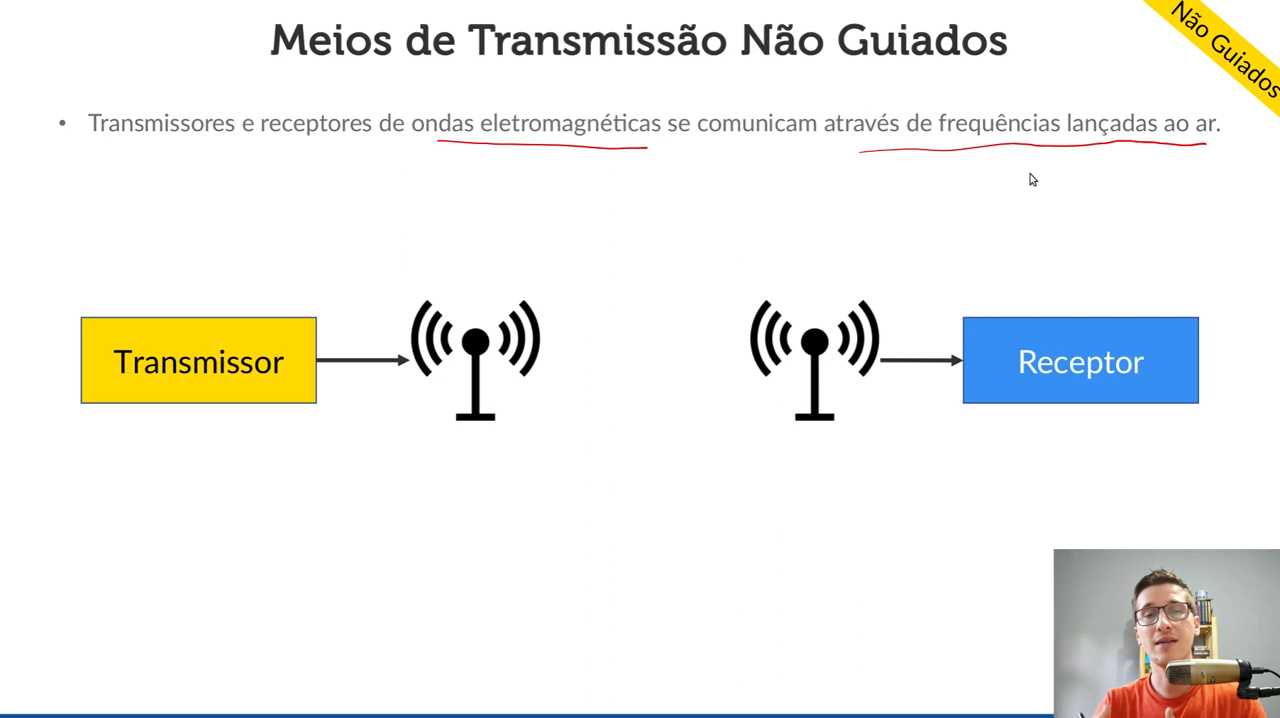 Meios de Transmissão Não Guiados
Não Guiados
• Transmissores e receptores de ondas eletromagnéticas se comunicam através de frequências lançadas ao ar.
Transmissor
Receptor